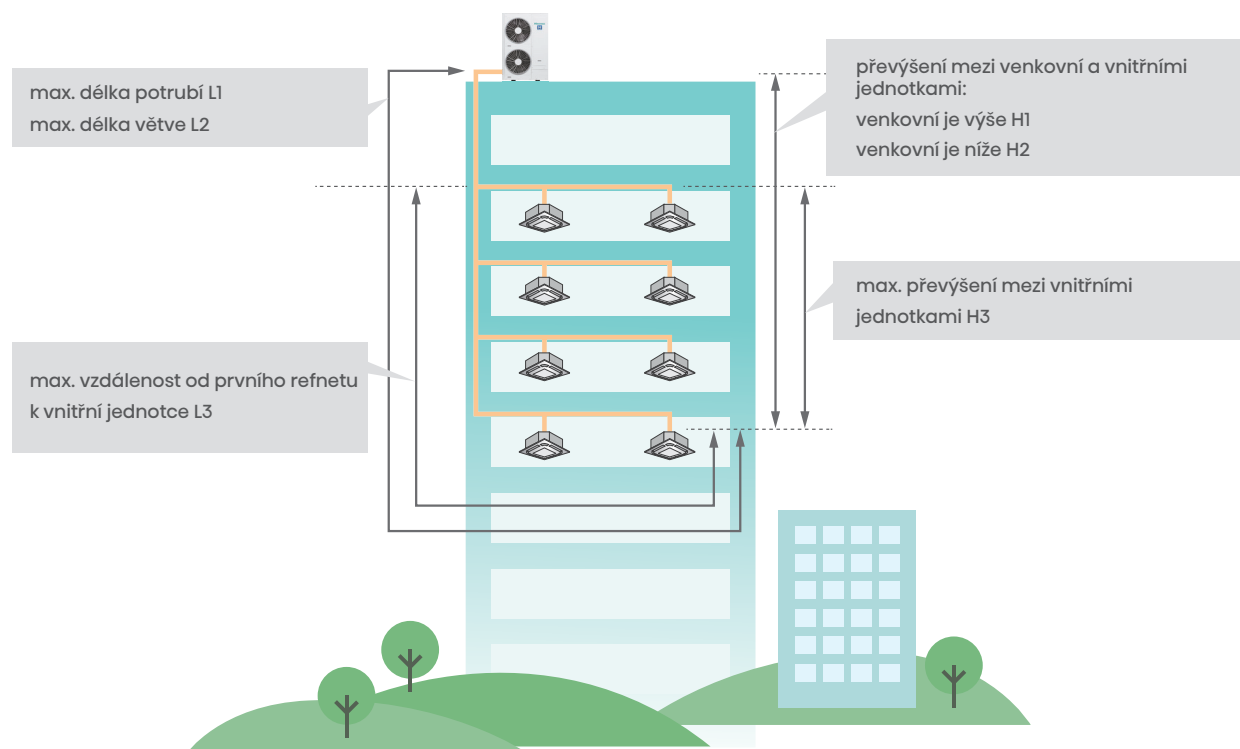 max. délka potrubí L1
max. délka větve L2
převýšení mezi venkovní a vnitřními
jednotkami:
venkovní je výše H1
venkovní je níže H2
max. převýšení mezi vnitřními
jednotkami H3
max. vzdálenost od prvního refnetu
k vnitřní jednotce L3